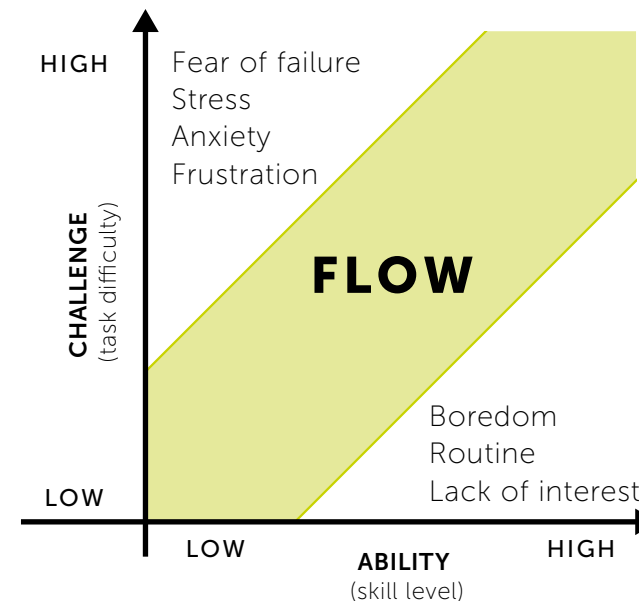 HIGH
Fear of failure
Stress
Anxiety
Frustration
CHALLENGE
(task difficulty)
FLOW
Boredom
Routine
Lack of interest
LOW
LOW
HIGH
ABILITY
(skill level)